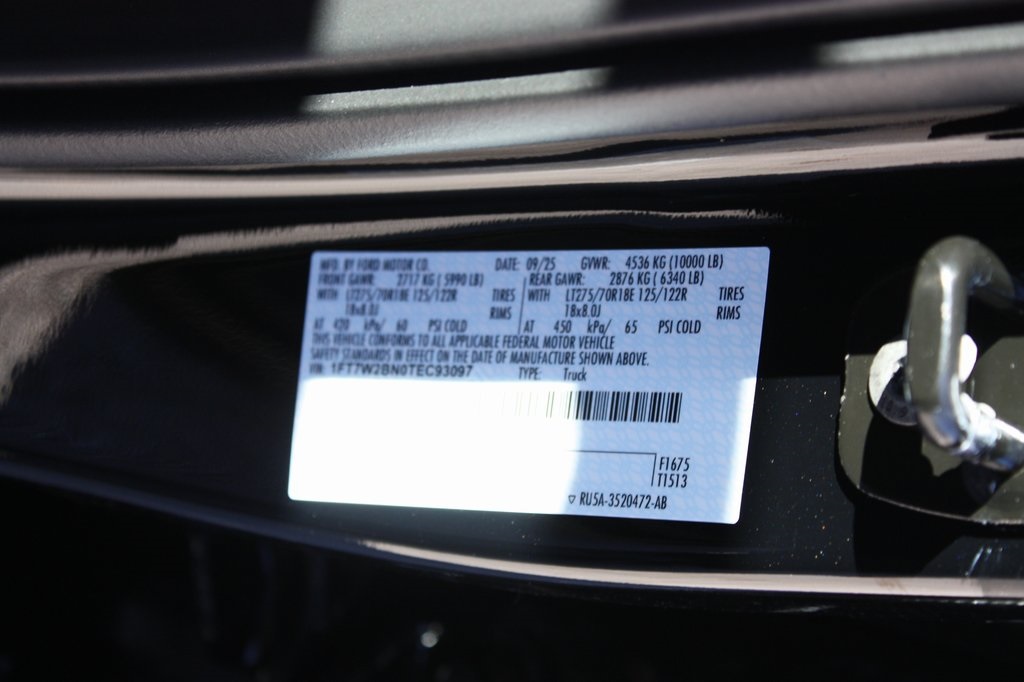 MFD. BY FORD MOTOR CO. DATE: 09/25 GVWR: 4536 KG (10000 LB)
FRONT GAWR: 2717 KG ( 5990 LB) REAR GAWR: 2876 KG ( 6340 LB)
WITH LT275/70R18E 125/122R TIRES WITH LT275/70R18E 125/122R TIRES
18x8.0J RIMS 18x8.0J RIMS
AT 420 kPa/ 60 PSI COLD AT 450 kPa/ 65 PSI COLD
THIS VEHICLE CONFORMS TO ALL APPLICABLE FEDERAL MOTOR VEHICLE
SAFETY STANDARDS IN EFFECT ON THE DATE OF MANUFACTURE SHOWN ABOVE.
VIN: 1FT7W2BN0TEC93097 TYPE: Truck
F1675
T1513
RU5A-3520472-AB